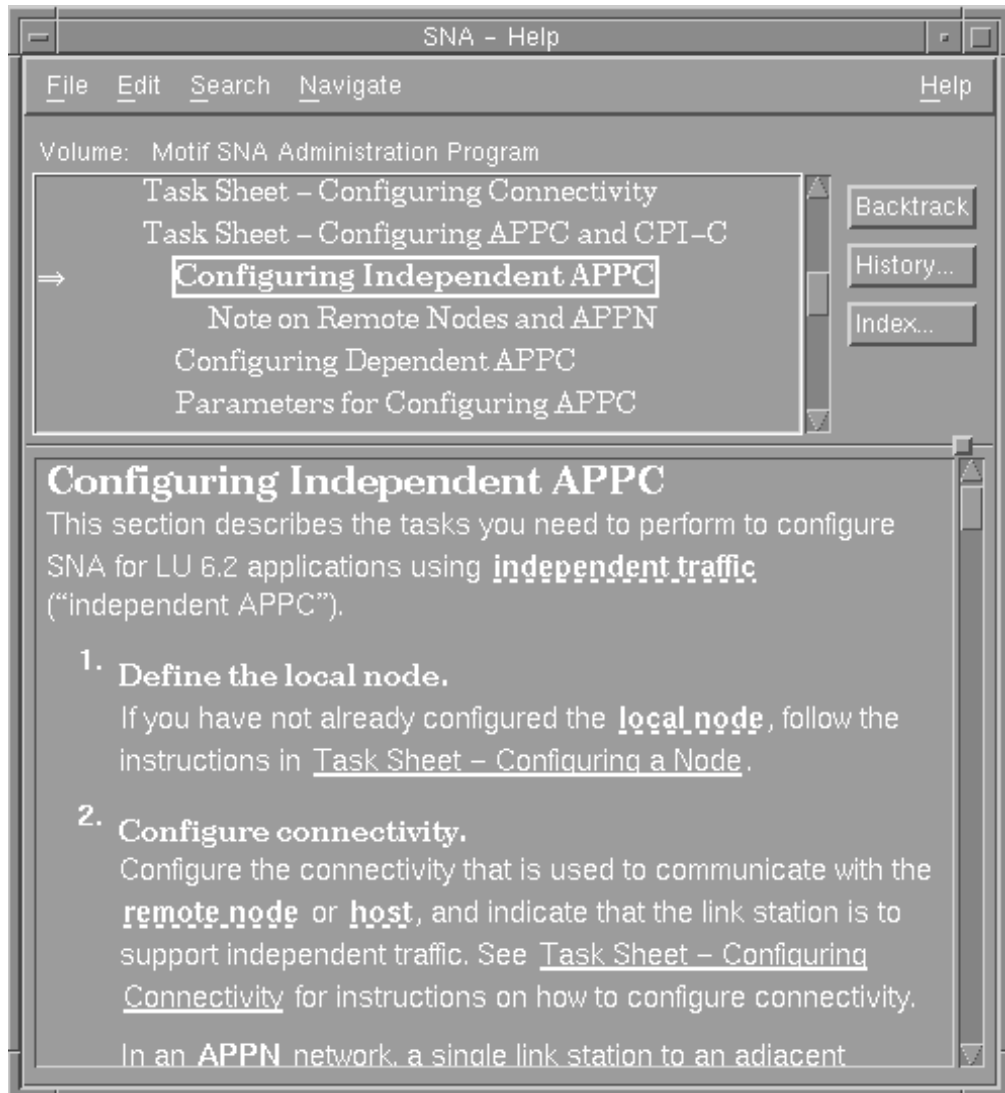 SNA – Help
File Edit Search Navigate Help
Volume: Motif SNA Administration Program
Task Sheet – Configuring Connectivity
Task Sheet – Configuring APPC and CPI–C
⇒ Configuring Independent APPC
Note on Remote Nodes and APPN
Configuring Dependent APPC
Parameters for Configuring APPC
Backtrack
History...
Index...
Configuring Independent APPC
This section describes the tasks you need to perform to configure
SNA for LU 6.2 applications using independent traffic
(“independent APPC”).
1. Define the local node.
If you have not already configured the local node, follow the
instructions in Task Sheet – Configuring a Node.
2. Configure connectivity.
Configure the connectivity that is used to communicate with the
remote node or host, and indicate that the link station is to
support independent traffic. See Task Sheet – Configuring
Connectivity for instructions on how to configure connectivity.
In an APPN network, a single link station to an adjacent